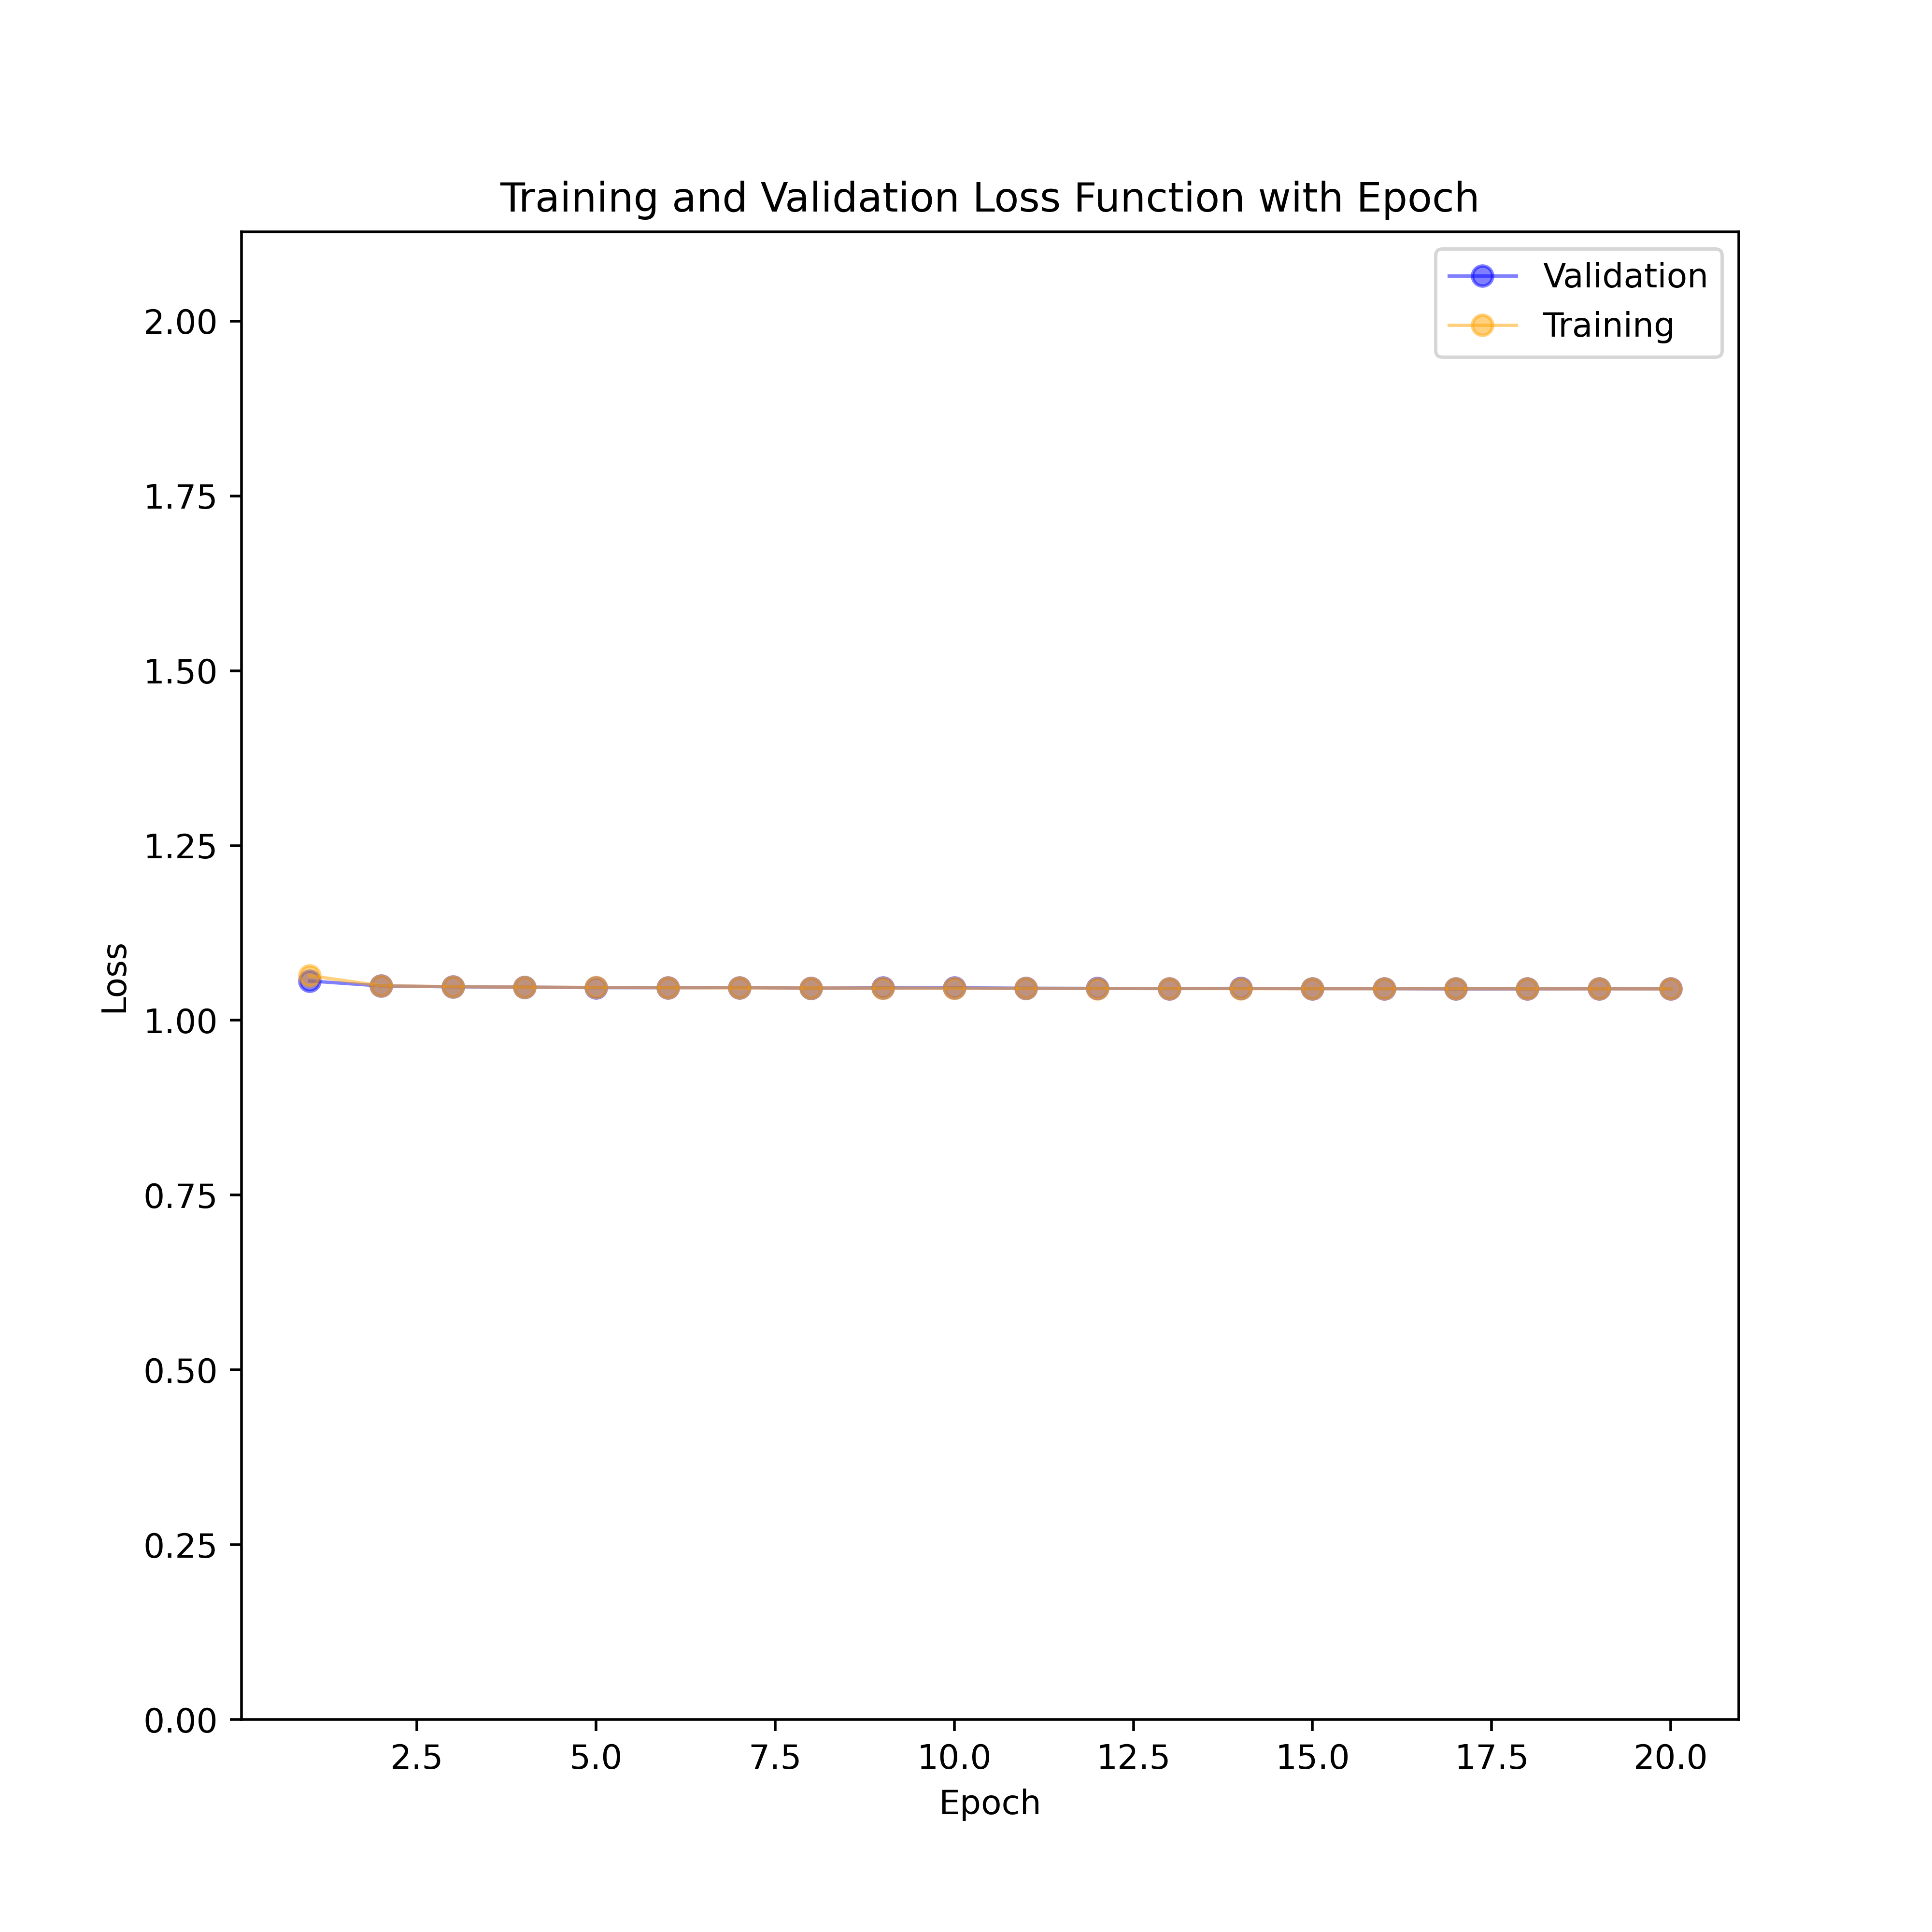 Training and Validation Loss Function with Epoch
Validation
Training
2.00
1.75
1.50
1.25
1.00
0.75
0.50
0.25
0.00
Loss
2.5 5.0 7.5 10.0 12.5 15.0 17.5 20.0
Epoch